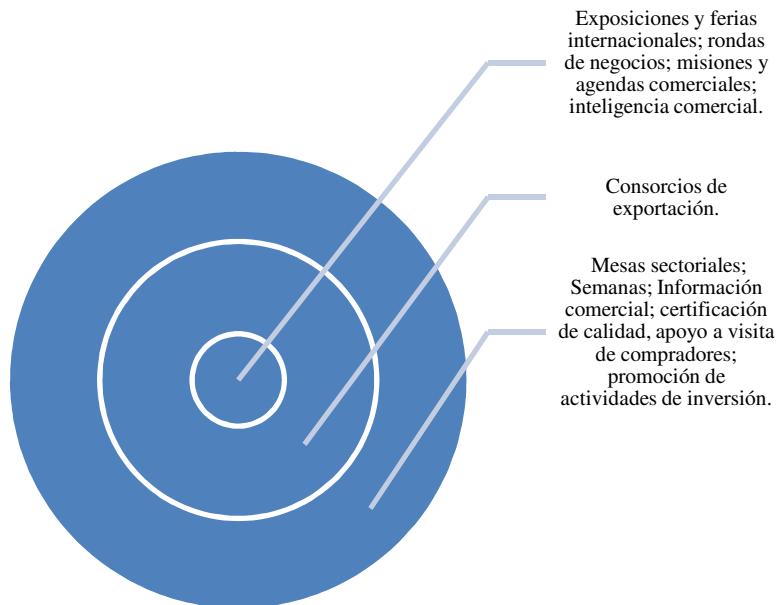 Exposiciones y ferias
internacionales; rondas
de negocios; misiones y
agendas comerciales;
inteligencia comercial.
Consorcios de
exportación.
Mesas sectoriales;
Semanas; Información
comercial; certificación
de calidad, apoyo a visita
de compradores;
promoción de
actividades de inversión.